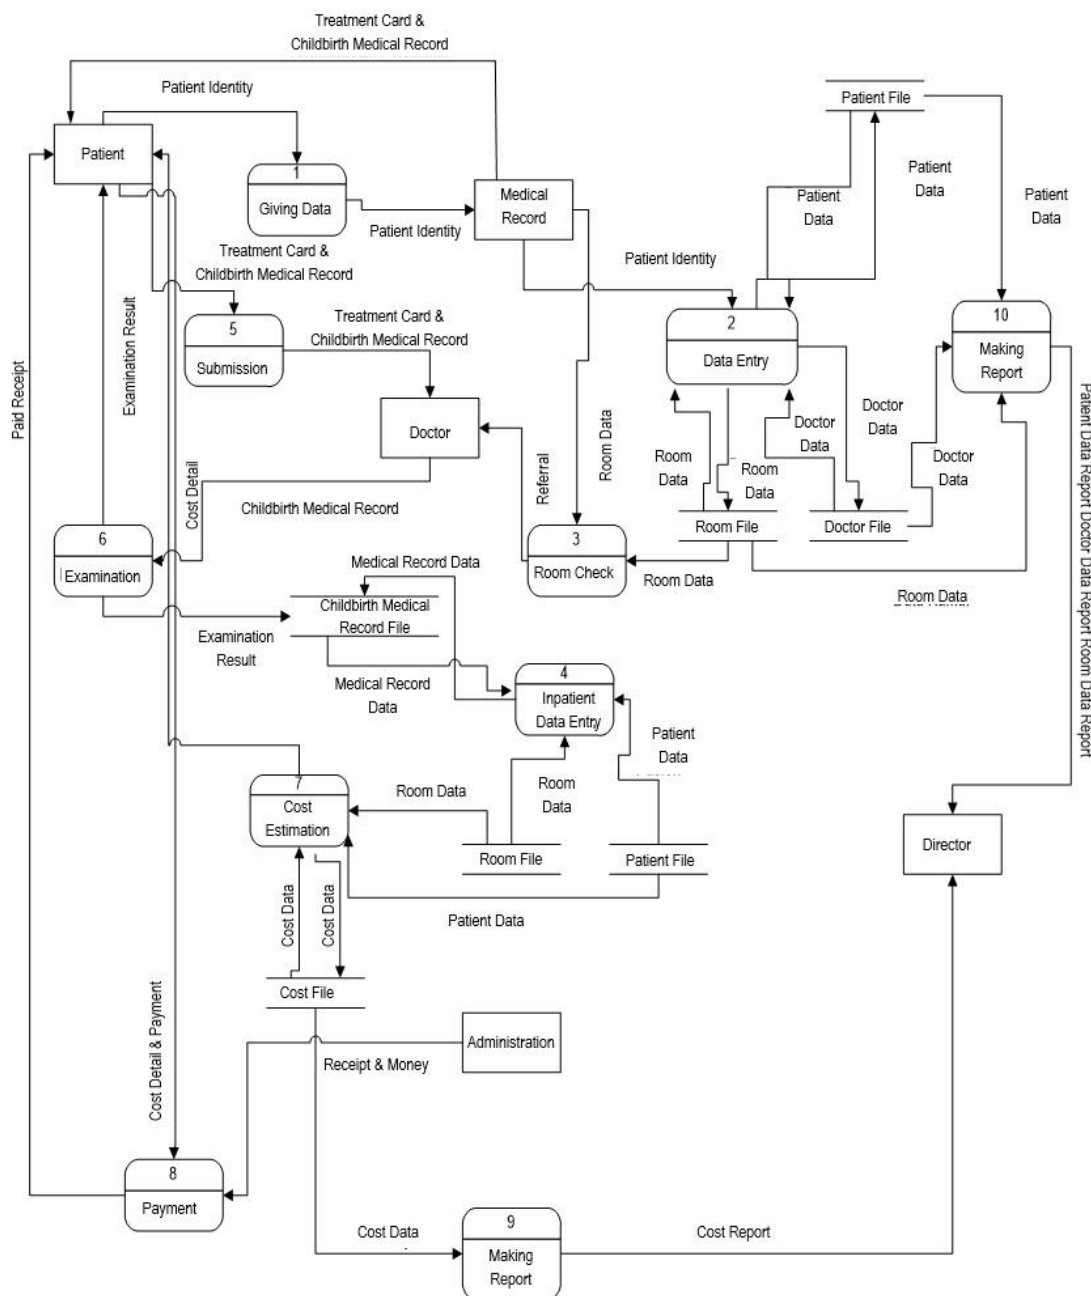 Treatment Card &
Childbirth Medical Record
Patient Identity
Patient File
Patient
1
Giving Data
Medical
Record
Patient Identity
Patient
Data
Patient
Data
Patient
Data
Treatment Card &
Childbirth Medical Record
Patient Identity
5
Submission
Treatment Card &
Childbirth Medical Record
2
Data Entry
10
Making
Report
Examination Result
Paid Receipt
Doctor
Room Data
Doctor
Data
Doctor
Data
Doctor
Data
Room
Data
Room
Data
Cost Detail
Childbirth Medical Record
Referral
Room File
Doctor File
6
Examination
3
Room Check
Medical Record Data
Room Data
Room Data
Childbirth Medical
Record File
Examination
Result
Medical Record
Data
4
Inpatient
Data Entry
Patient
Data
Patient Data Report Doctor Data Report Room Data Report
7
Cost
Estimation
Room Data
Room
Data
Room File
Patient File
Director
Cost Data
Cost Data
Patient Data
Cost File
Administration
Receipt & Money
Cost Detail & Payment
8
Payment
Cost Data
9
Making
Report
Cost Report